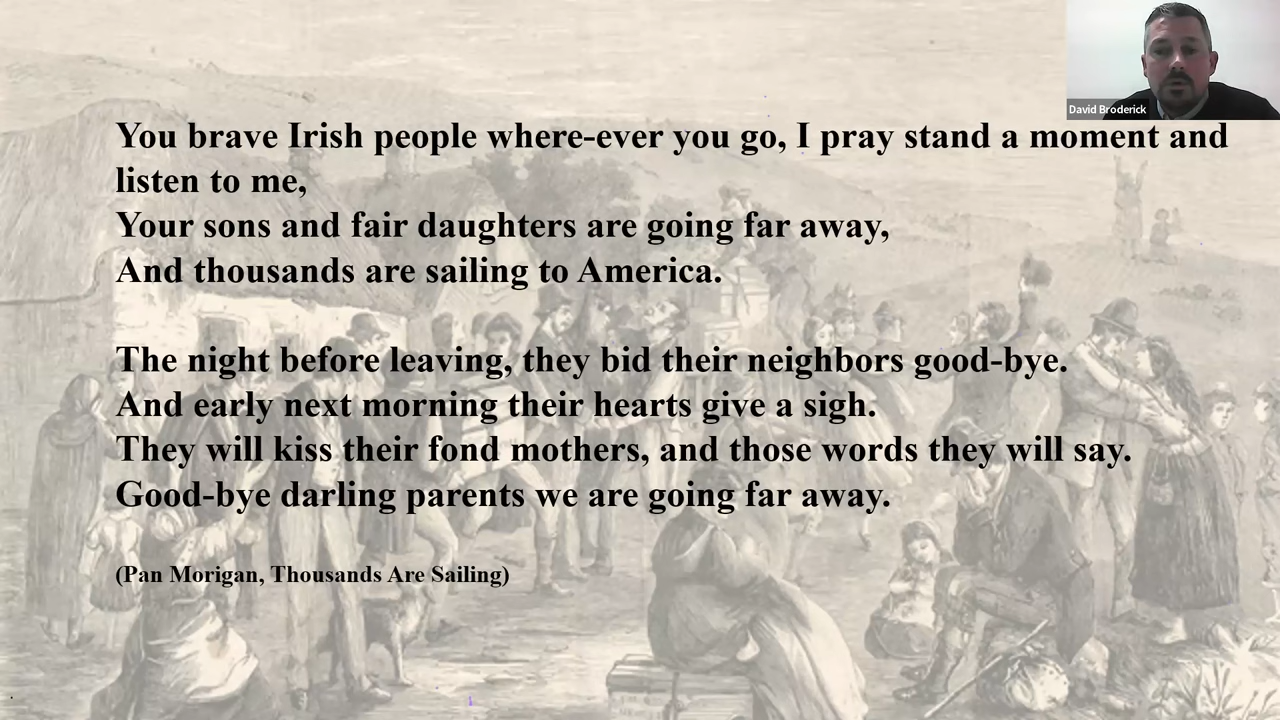 David Broderick
You brave Irish people where-ever you go, I pray stand a moment and
listen to me,
Your sons and fair daughters are going far away,
And thousands are sailing to America.
The night before leaving, they bid their neighbors good-bye.
And early next morning their hearts give a sigh.
They will kiss their fond mothers, and those words they will say.
Good-bye darling parents we are going far away.
(Pan Morigan, Thousands Are Sailing)